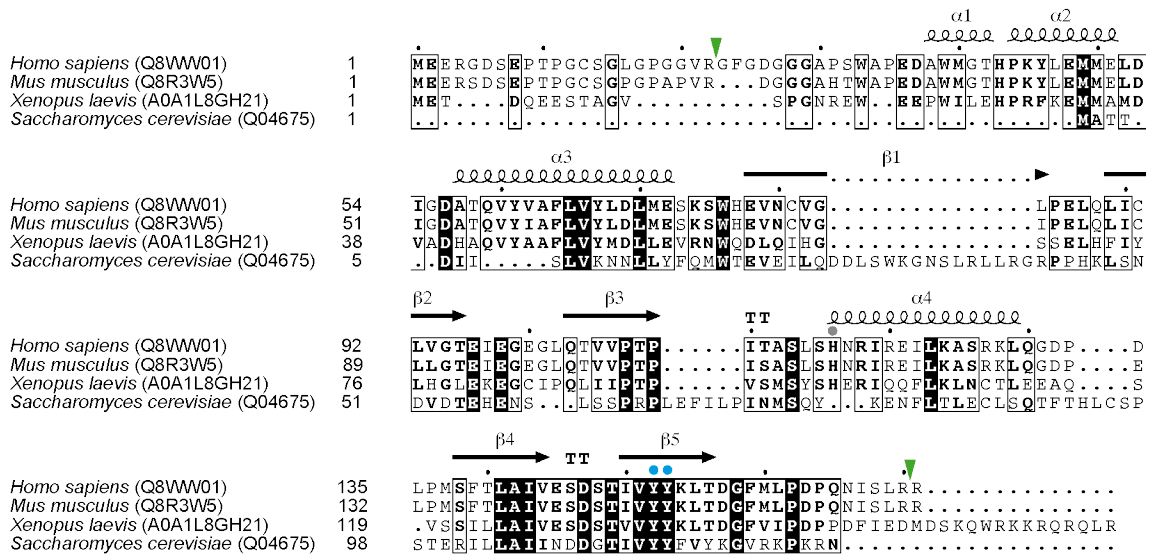 α1 α2
Homo sapiens (Q8WW01) 1 MEERGDSEPTPGCSGLGPGGVRGFGDGGGAPSWAPEDAWMGTHPKYLEMMELD
Mus musculus (Q8R3W5) 1 MEERSDSEPTPGCSGPGPAPVR...DGGGAHTWAPEDAWMGTHPKYLEMMELD
Xenopus laevis (A0A1L8GH21) 1 MET....DQEESTAGV..........SPGNREW..EEPWILEHPRFKEMMAMD
Saccharomyces cerevisiae (Q04675) 1 ................................................MATT.
α3 β1
Homo sapiens (Q8WW01) 54 IGDATQVYVAFLVYLDLMESKSWHEVNCVG...............LPELQLIC
Mus musculus (Q8R3W5) 51 IGDATQVYIAFLVYLDLMESKSWHEVNCVG...............IPELQLIC
Xenopus laevis (A0A1L8GH21) 38 VADHAQVYAAFLVYMDLLEVRNWQDLQIHG...............SSELHFIY
Saccharomyces cerevisiae (Q04675) 5 ..DII.....SLVKNNLLYFQMWTEVEILQDDLSWKGNSLRLLRGRPPHKLSN
β2 β3 TT α4
Homo sapiens (Q8WW01) 92 LVGTEIEGEGLQTVVPTP......ITASLSHNRIREILKASRKLQGDP....D
Mus musculus (Q8R3W5) 89 LLGTEIEGEGLQTVVPTP......ISASLSHNRIREILKASRKLQGDP....E
Xenopus laevis (A0A1L8GH21) 76 LHGLEKEGCIPQLIIPTP......VSMSYSHERIQQFLKLNCTLEEAQ....S
Saccharomyces cerevisiae (Q04675) 51 DVDTEHENS..LSSPRPLEFILPINMSQY..KENFLTLECLSQTFTHLCSP
β4 TT β5
Homo sapiens (Q8WW01) 135 LPMSFTLAIVESDSTIVYYKLTDGFMLPDPQNISLRR..............
Mus musculus (Q8R3W5) 132 LPMSFTLAIVESDSTIVYYKLTDGFMLPDPQNISLRR..............
Xenopus laevis (A0A1L8GH21) 119 .VSSILLAIVESDSTVVYYKLTDGFVIPDPPDFIEDMDSKQWRKKRQRQLR
Saccharomyces cerevisiae (Q04675) 98 STERILLAIINDDGTIVYYFVYKGVRKPKRN....................